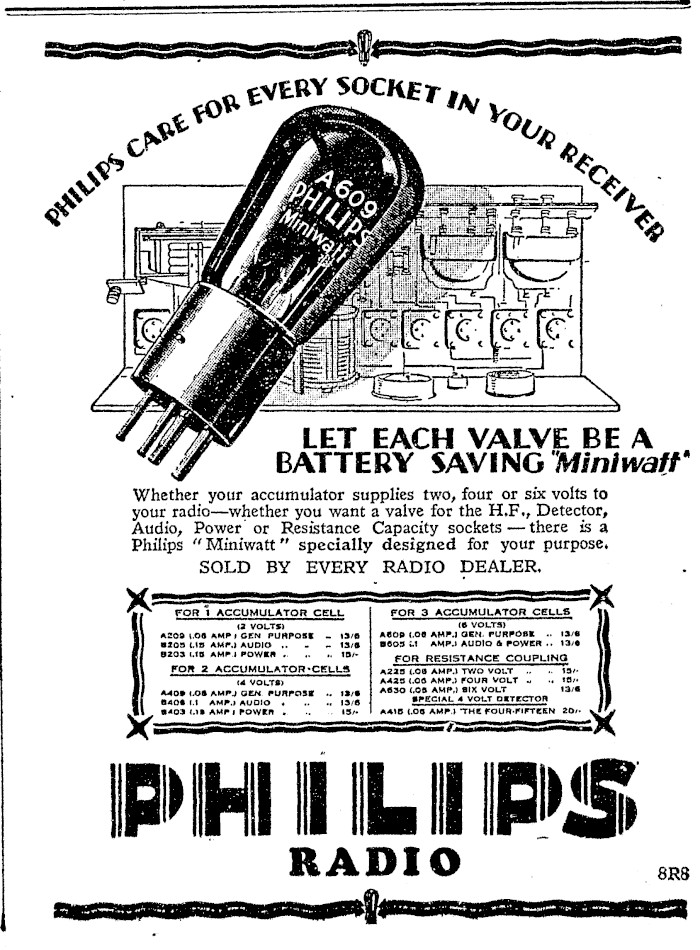 PHILIPS CARE FOR EVERY SOCKET IN YOUR RECEIVER
A609
PHILIPS
Miniwatt
LET EACH VALVE BE A
BATTERY SAVING "Miniwatt"
Whether your accumulator supplies two, four or six volts to
your radio—whether you want a valve for the H.F., Detector,
Audio, Power or Resistance Capacity sockets — there is a
Philips "Miniwatt" specially designed for your purpose.
SOLD BY EVERY RADIO DEALER.
FOR 1 ACCUMULATOR CELL
(2 VOLTS)
A209 (.08 AMP.) GEN PURPOSE .. 13/6
B205 (.15 AMP.) AUDIO .. .. 13/6
B203 (.15 AMP.) POWER . .. .. 15/-
FOR 2 ACCUMULATOR CELLS
(4 VOLTS)
A409 (.06 AMP.) GEN. PURPOSE .. 13/6
B406 (.1 AMP.) AUDIO . .. .. 13/6
B403 (.15 AMP.) POWER . .. .. 15/-
FOR 3 ACCUMULATOR CELLS
(6 VOLTS)
A609 (.06 AMP.) GEN. PURPOSE .. 13/6
B605 (.1 AMP.) AUDIO & POWER .. 13/6
FOR RESISTANCE COUPLING
A225 (.08 AMP.) TWO VOLT .. .. 15/-
A425 (.06 AMP.) FOUR VOLT .. .. 15/-
A630 (.06 AMP.) SIX VOLT 13/6
SPECIAL 4 VOLT DETECTOR
A415 (.08 AMP.) "THE FOUR-FIFTEEN 20/-
PHILIPS
RADIO
8R8